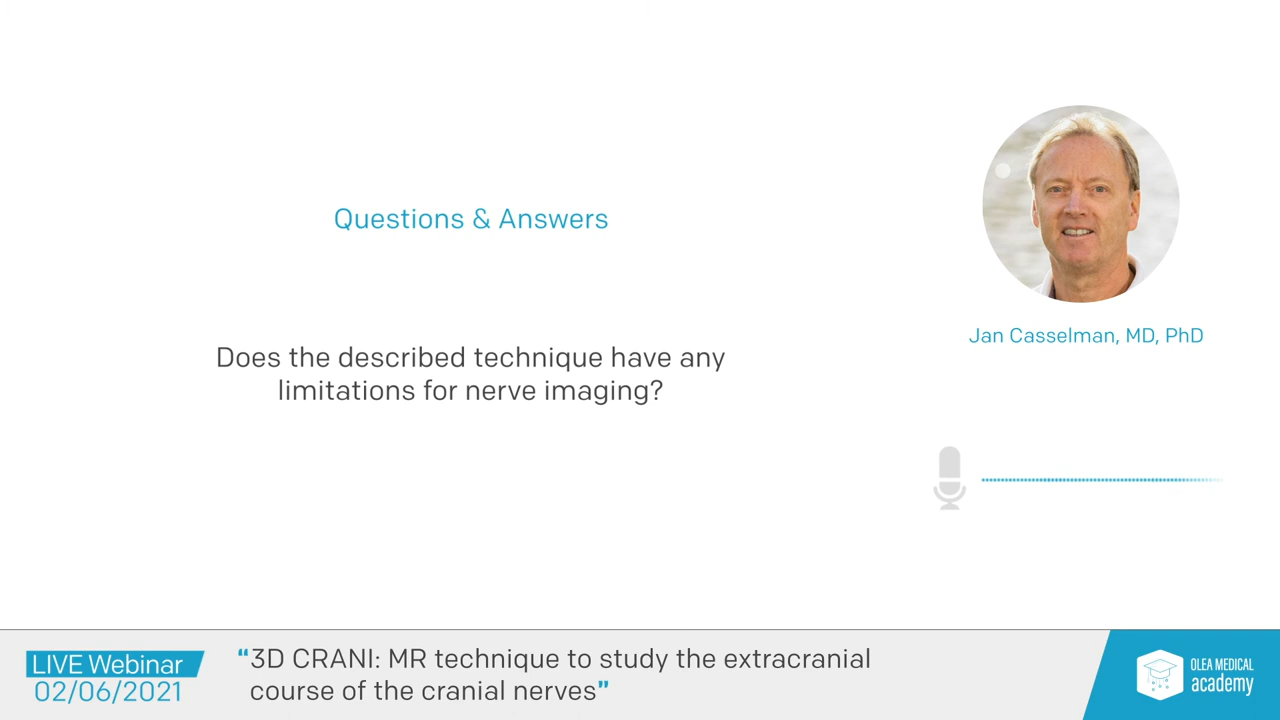 Questions & Answers
Does the described technique have any
limitations for nerve imaging?
Jan Casselman, MD, PhD
LIVE Webinar
02/06/2021
“3D CRANI: MR technique to study the extracranial
course of the cranial nerves”
OLEA MEDICAL
academy